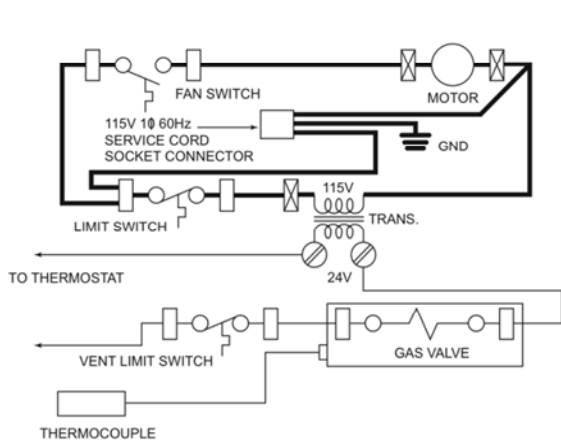 FAN SWITCH
MOTOR
115V 1ϕ 60Hz
SERVICE CORD
SOCKET CONNECTOR
GND
115V
LIMIT SWITCH
TRANS.
TO THERMOSTAT
24V
VENT LIMIT SWITCH
GAS VALVE
THERMOCOUPLE